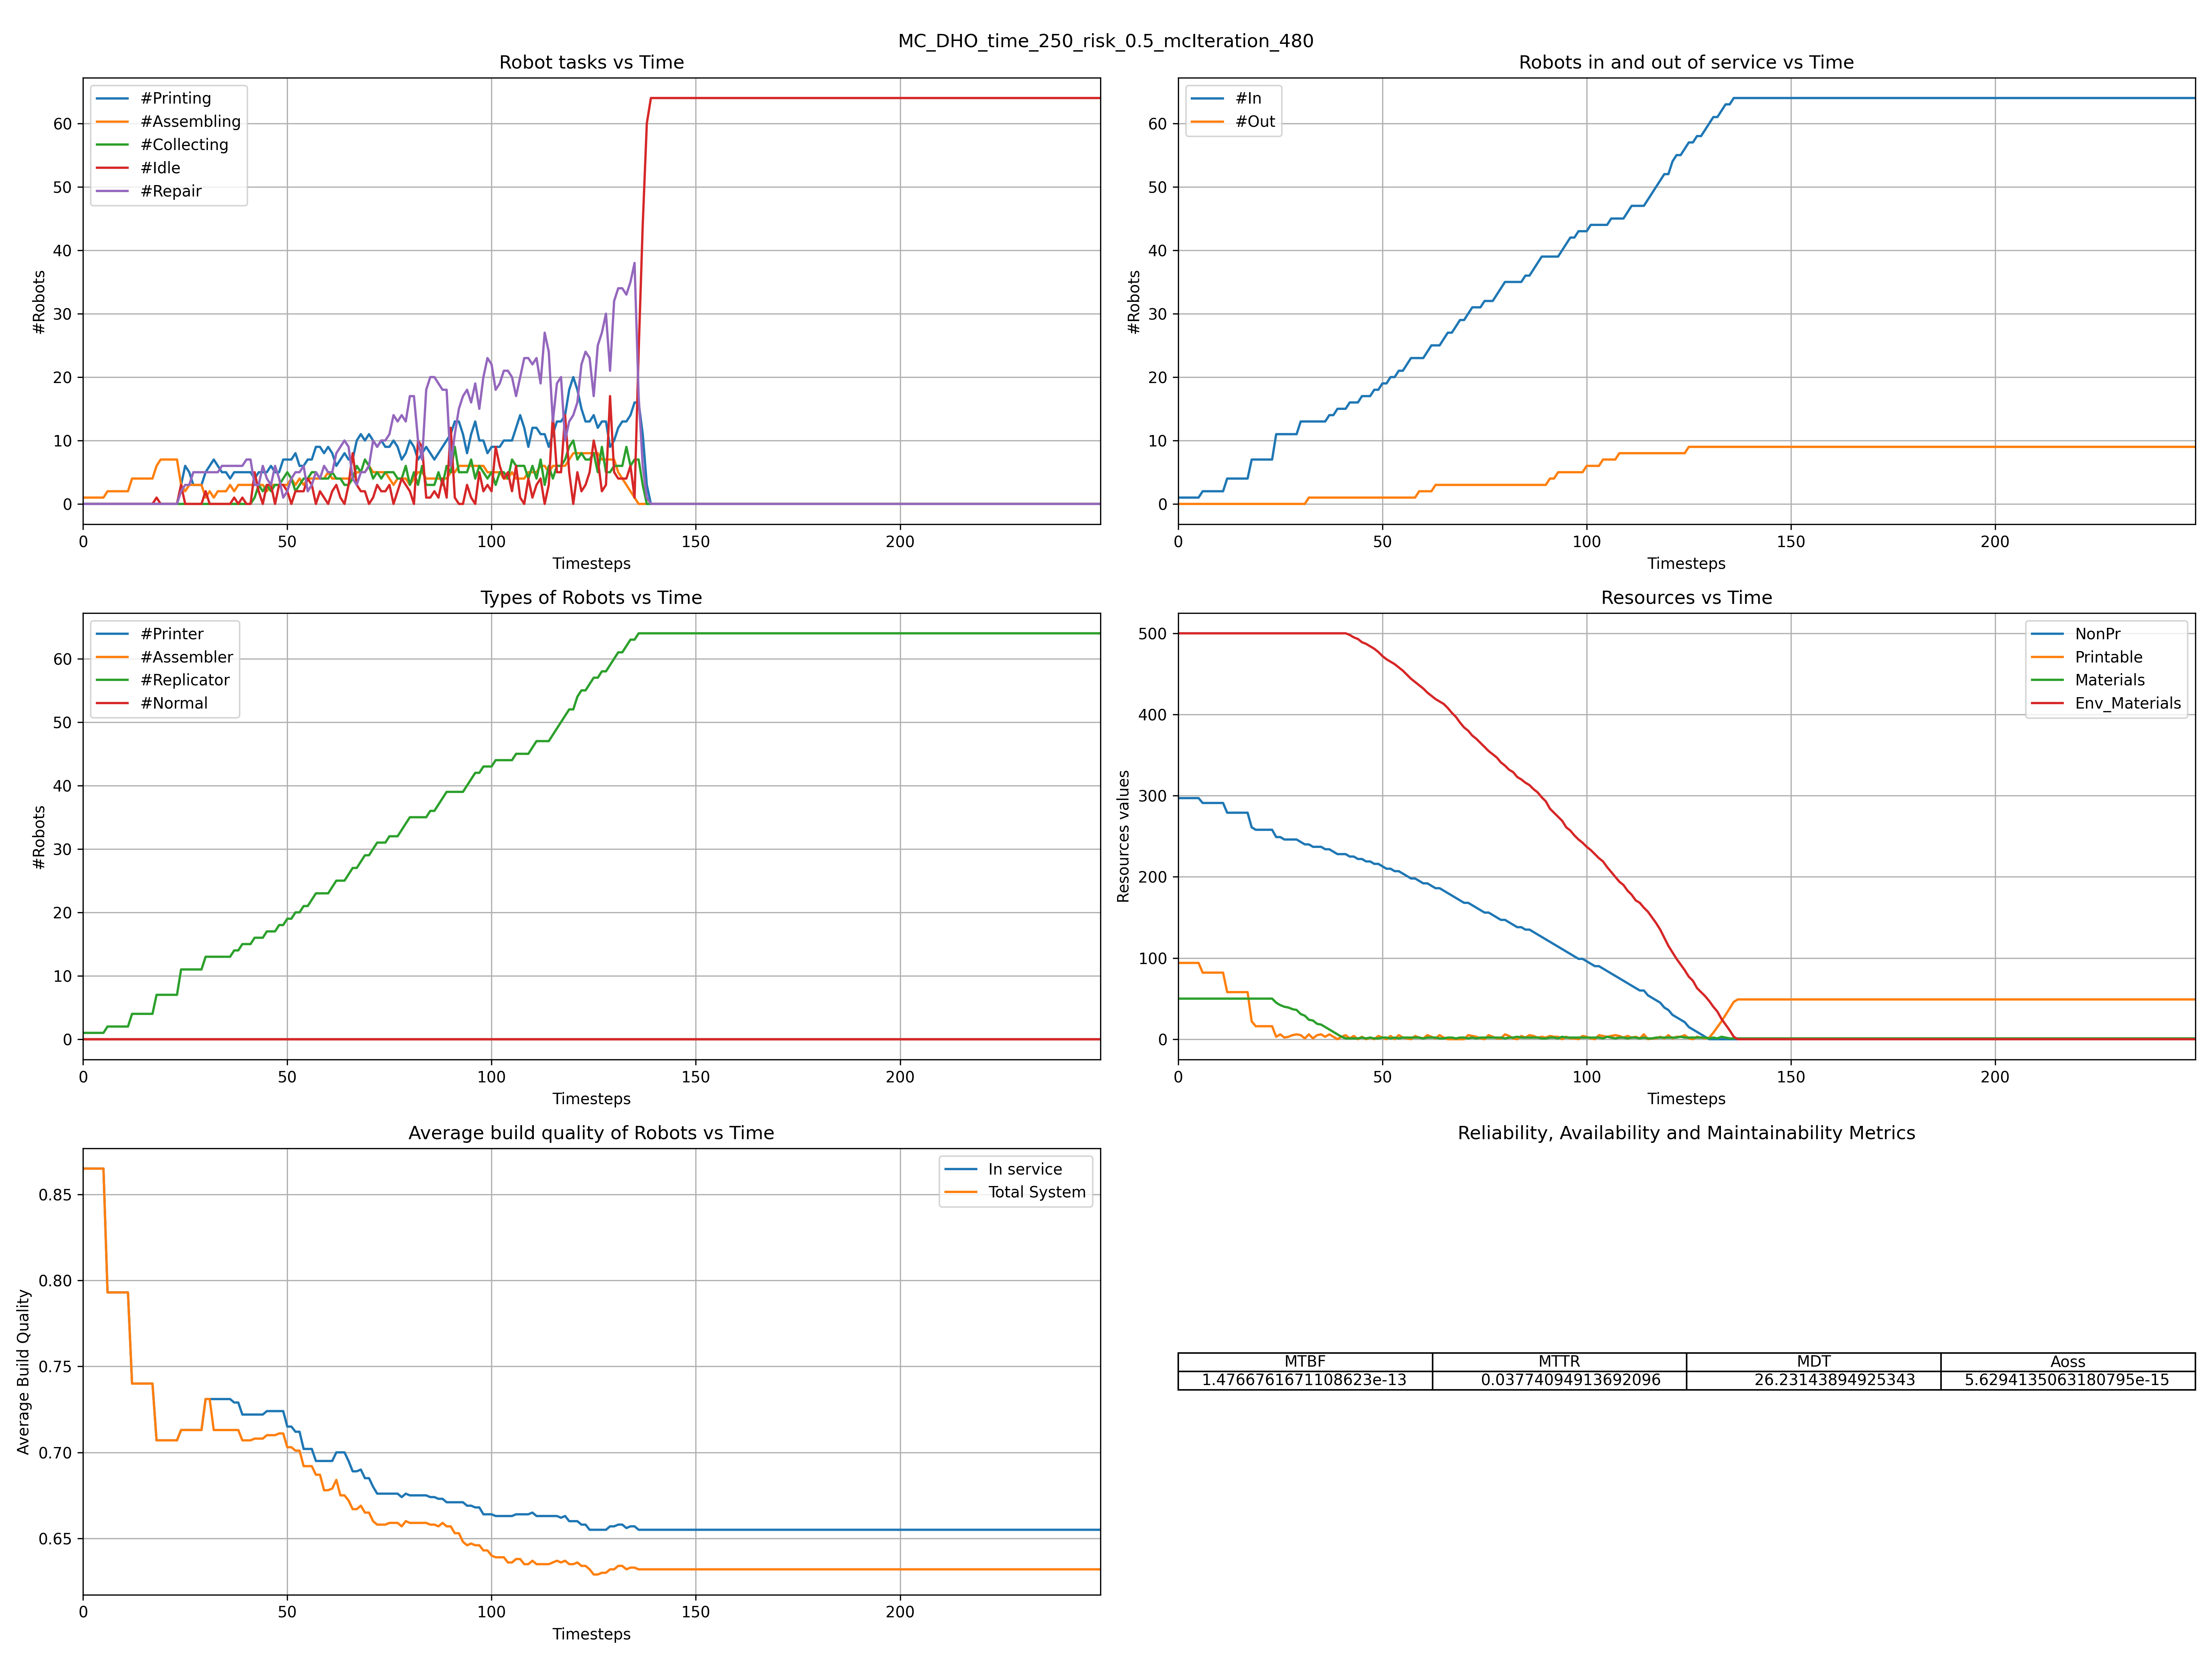 MC_DHO_time_250_risk_0.5_mcIteration_480
Robot tasks vs Time
#Printing
#Assembling
#Collecting
#Idle
#Repair
60
50
40
30
20
10
0
#Robots
0 50 100 150 200
Timesteps
Robots in and out of service vs Time
#In
#Out
60
50
40
30
20
10
0
#Robots
0 50 100 150 200
Timesteps
Types of Robots vs Time
#Printer
#Assembler
#Replicator
#Normal
60
50
40
30
20
10
0
#Robots
0 50 100 150 200
Timesteps
Resources vs Time
NonPr
Printable
Materials
Env_Materials
500
400
300
200
100
0
Resources values
0 50 100 150 200
Timesteps
Average build quality of Robots vs Time
In service
Total System
0.85
0.80
0.75
0.70
0.65
Average Build Quality
0 50 100 150 200
Timesteps
Reliability, Availability and Maintainability Metrics
MTBF MTTR MDT Aoss
1.4766761671108623e-13 0.03774094913692096 26.23143894925343 5.6294135063180795e-15